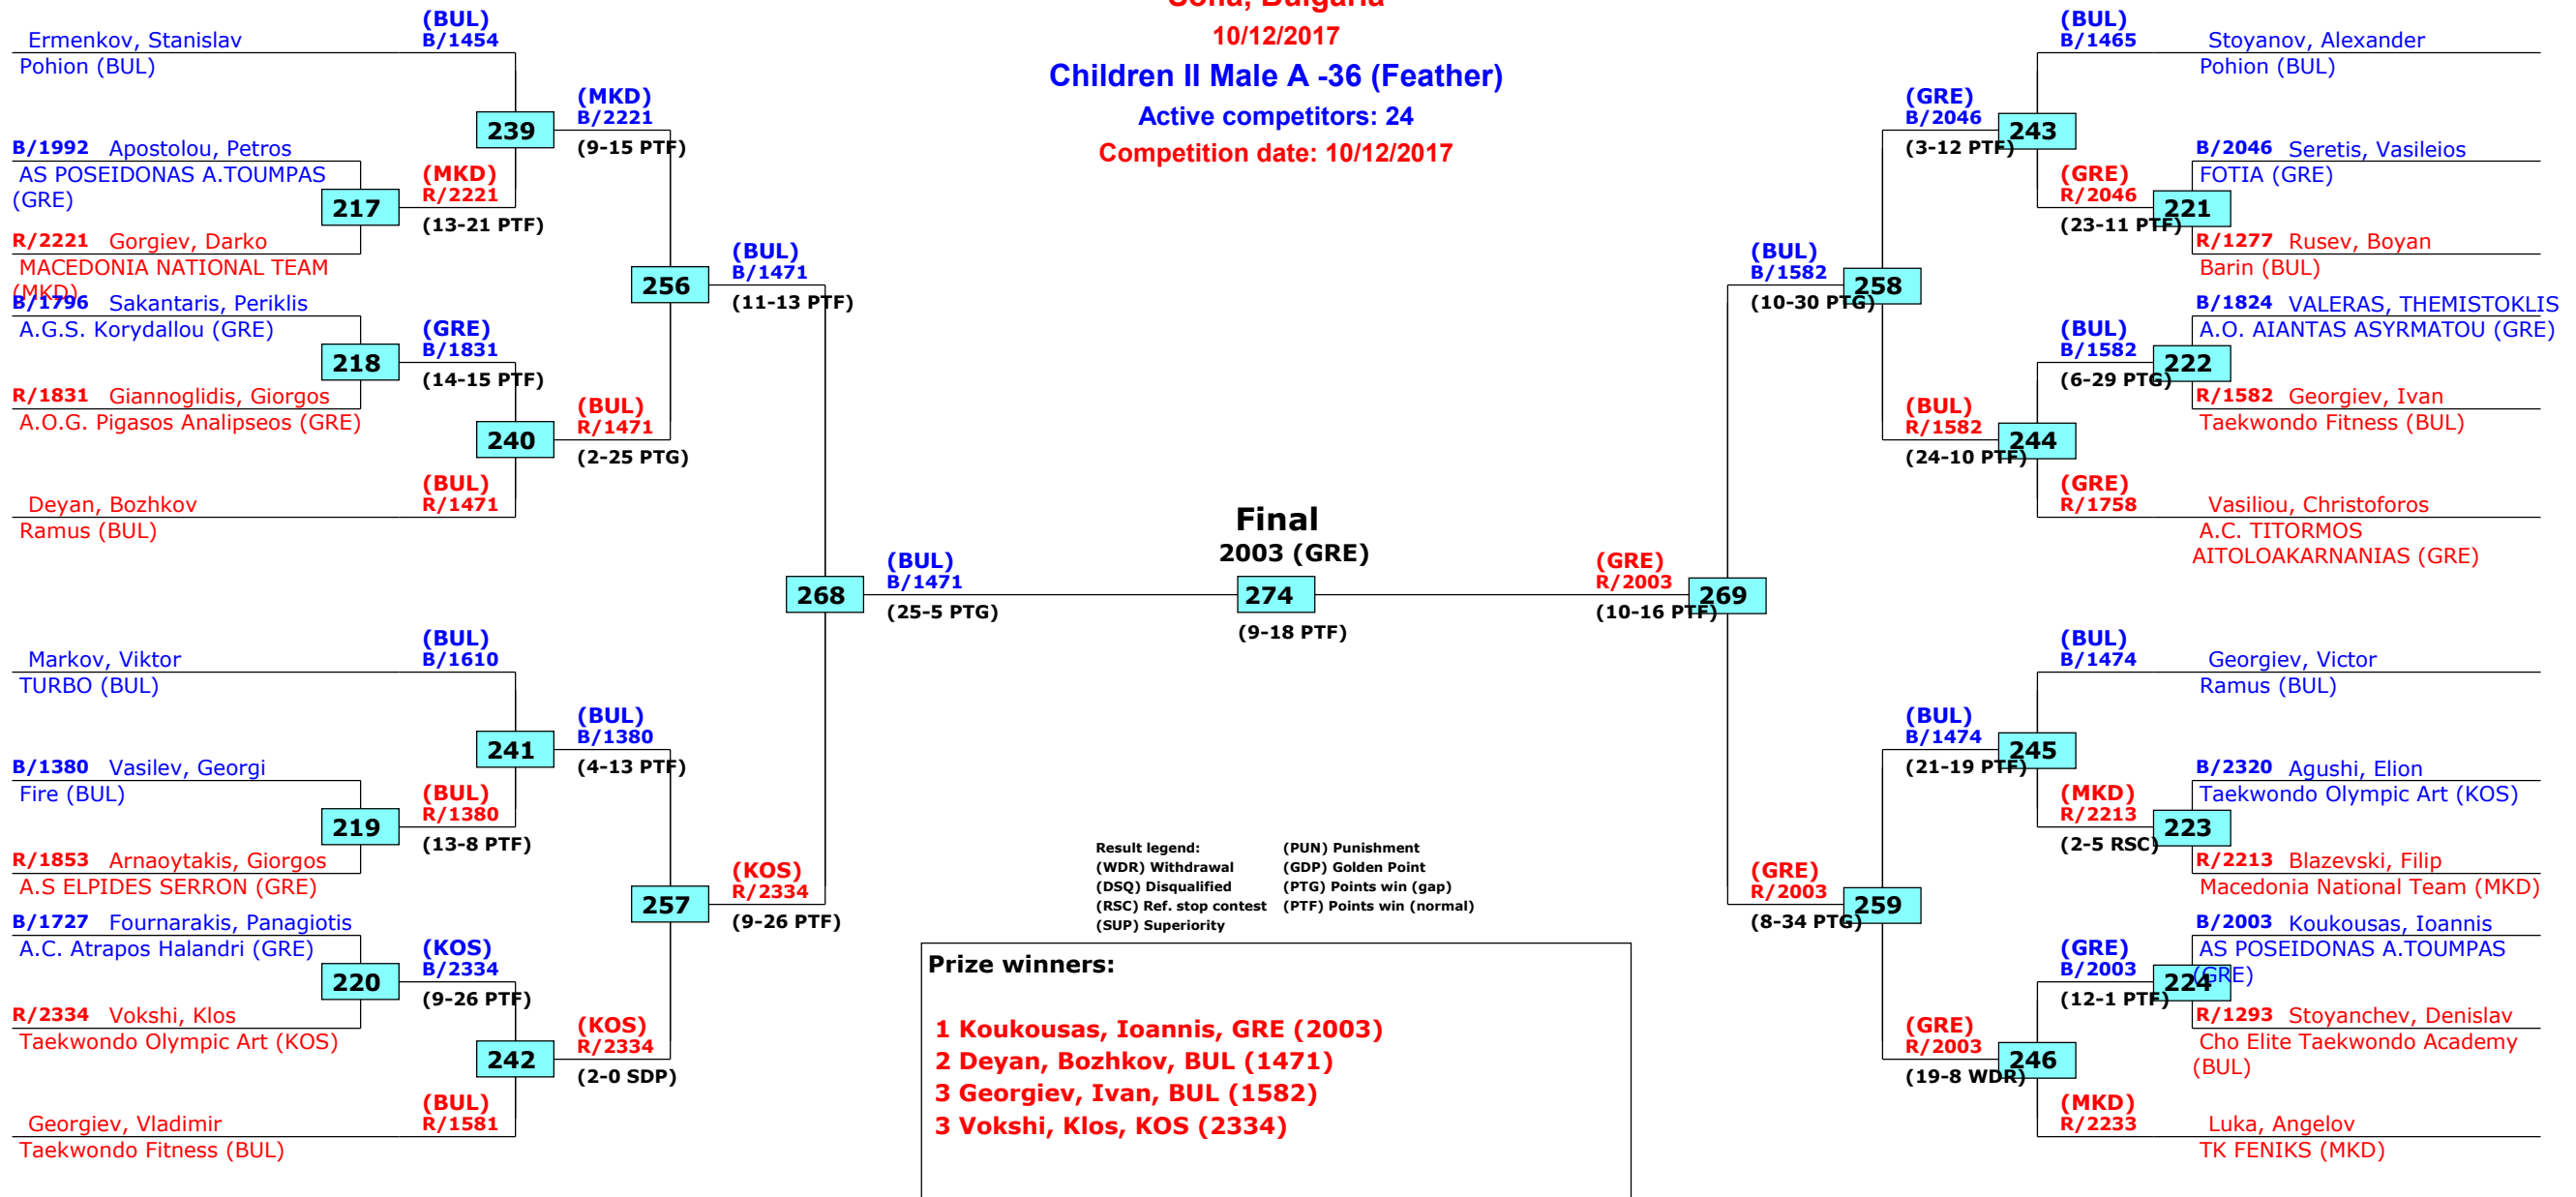 Sofia, Bulgaria
10/12/2017
Children II Male A -36 (Feather)
Active competitors: 24
Competition date: 10/12/2017
(BUL)
B/1454
Ermenkov, Stanislav
Pohion (BUL)
239
(MKD)
B/2221
(9-15 PTF)
B/1992 Apostolou, Petros
AS POSEIDONAS A.TOUMPAS
(GRE)
217
(MKD)
R/2221
(13-21 PTF)
R/2221 Gorgiev, Darko
MACEDONIA NATIONAL TEAM
(MKD)
256
(BUL)
B/1471
(11-13 PTF)
B/1796 Sakantaris, Periklis
A.G.S. Korydallou (GRE)
218
(GRE)
B/1831
(14-15 PTF)
R/1831 Giannoglidis, Giorgos
A.O.G. Pigasos Analipseos (GRE)
240
(BUL)
R/1471
(2-25 PTG)
(BUL)
R/1471
Deyan, Bozhkov
Ramus (BUL)
268
(BUL)
B/1471
(25-5 PTG)
(BUL)
B/1610
Markov, Viktor
TURBO (BUL)
241
(BUL)
B/1380
(4-13 PTF)
B/1380 Vasilev, Georgi
Fire (BUL)
219
(BUL)
R/1380
(13-8 PTF)
R/1853 Arnaoytakis, Giorgos
A.S ELPIDES SERRON (GRE)
257
(KOS)
R/2334
(9-26 PTF)
B/1727 Fournarakis, Panagiotis
A.C. Atrapos Halandri (GRE)
220
(KOS)
B/2334
(9-26 PTF)
R/2334 Vokshi, Klos
Taekwondo Olympic Art (KOS)
242
(KOS)
R/2334
(2-0 SDP)
(BUL)
R/1581
Georgiev, Vladimir
Taekwondo Fitness (BUL)
Final
2003 (GRE)
274
(9-18 PTF)
(GRE)
R/2003
269
(10-16 PTF)
(BUL)
B/1465
Stoyanov, Alexander
Pohion (BUL)
(GRE)
B/2046
243
(3-12 PTF)
B/2046 Seretis, Vasileios
FOTIA (GRE)
(GRE)
R/2046
221
(23-11 PTF)
R/1277 Rusev, Boyan
Barin (BUL)
(BUL)
B/1582
258
(10-30 PTG)
B/1824 VALERAS, THEMISTOKLIS
A.O. AIANTAS ASYRMATOU (GRE)
(BUL)
B/1582
222
(6-29 PTG)
R/1582 Georgiev, Ivan
Taekwondo Fitness (BUL)
(BUL)
R/1582
244
(24-10 PTF)
(GRE)
R/1758
Vasiliou, Christoforos
A.C. TITORMOS
AITOLOAKARNANIAS (GRE)
(BUL)
B/1474
Georgiev, Victor
Ramus (BUL)
(BUL)
B/1474
245
(21-19 PTF)
B/2320 Agushi, Elion
Taekwondo Olympic Art (KOS)
(MKD)
R/2213
223
(2-5 RSC)
R/2213 Blazevski, Filip
Macedonia National Team (MKD)
(GRE)
R/2003
259
(8-34 PTG)
B/2003 Koukousas, Ioannis
AS POSEIDONAS A.TOUMPAS
(GRE)
(GRE)
B/2003
224
(12-1 PTF)
R/1293 Stoyanchev, Denislav
Cho Elite Taekwondo Academy
(BUL)
(GRE)
R/2003
246
(19-8 WDR)
(MKD)
R/2233
Luka, Angelov
TK FENIKS (MKD)
Result legend: (PUN) Punishment
(WDR) Withdrawal (GDP) Golden Point
(DSQ) Disqualified (PTG) Points win (gap)
(RSC) Ref. stop contest (PTF) Points win (normal)
(SUP) Superiority
Prize winners:
1 Koukousas, Ioannis, GRE (2003)
2 Deyan, Bozhkov, BUL (1471)
3 Georgiev, Ivan, BUL (1582)
3 Vokshi, Klos, KOS (2334)